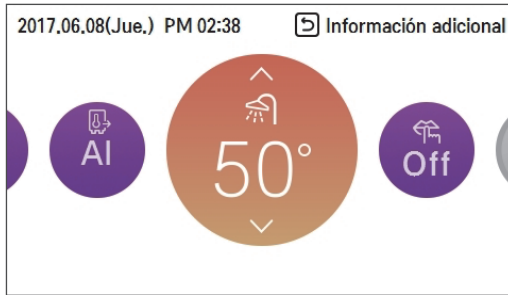 2017.06.08(Jue.) PM 02:38
Información adicional
AI
50°
Off